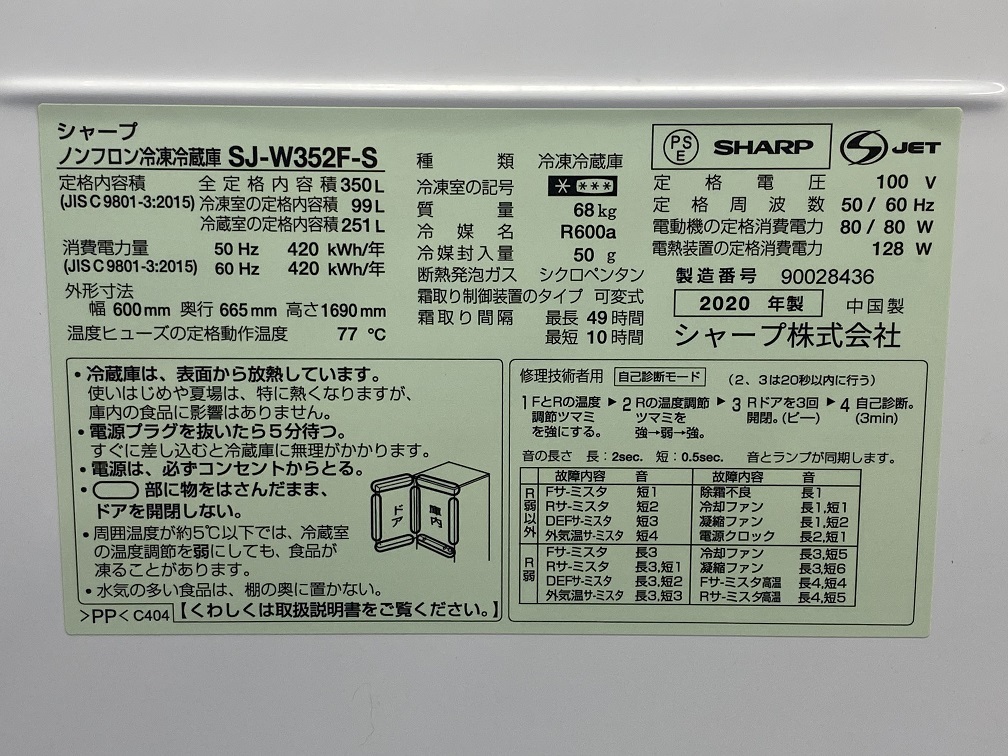 シャープ
ノンフロン冷凍冷蔵庫 SJ-W352F-S
定格内容積 全定格内容積 350 L
(JIS C 9801-3:2015) 冷凍室の定格内容積 99 L
冷蔵室の定格内容積 251 L
消費電力量 50 Hz 420 kWh/年
(JIS C 9801-3:2015) 60 Hz 420 kWh/年
外形寸法
幅 600mm 奥行 665mm 高さ1690mm
温度ヒューズの定格動作温度 77 ℃
種類 冷凍冷蔵庫
冷凍室の記号 * ***
質量 68kg
冷媒名 R600a
冷媒封入量 50 g
断熱発泡ガス シクロペンタン
霜取り制御装置のタイプ 可変式
霜取り間隔 最長 49時間
最短 10時間
PSE SHARP S JET
定格電圧 100 V
定格周波数 50/60 Hz
電動機の定格消費電力 80/80 W
電熱装置の定格消費電力 128 W
製造番号 90028436
2020 年製 中国製
シャープ株式会社
・冷蔵庫は、表面から放熱しています。
使いはじめや夏場は、特に熱くなりますが、
庫内の食品に影響はありません。
・電源プラグを抜いたら5分待つ。
すぐに差し込むと冷蔵庫に無理がかかります。
・電源は、必ずコンセントからとる。
・ 部に物をはさんだまま、
ドアを開閉しない。
・周囲温度が約5℃以下では、冷蔵室
の温度調節を弱にしても、食品が
凍ることがあります。
・水気の多い食品は、棚の奥に置かない。
ドア 庫内
>PP< C404 【くわしくは取扱説明書をご覧ください。】
修理技術者用 自己診断モード (2、3は20秒以内に行う)
1 FとRの温度調節ツマミを強にする。 ▶ 2 Rの温度調節ツマミを強→弱→強。 ▶ 3 Rドアを3回開閉。(ピー) ▶ 4 自己診断。(3min)
音の長さ 長:2sec. 短:0.5sec. 音とランプが同期します。
故障内容 音 故障内容 音
R弱以外 Fサ-ミスタ 短1 除霜不良 長1
Rサ-ミスタ 短2 冷却ファン 長1,短1
DEFサ-ミスタ 短3 凝縮ファン 長1,短2
外気温サ-ミスタ 短4 電源クロック 長2,短1
R弱 Fサ-ミスタ 長3 冷却ファン 長3,短5
Rサ-ミスタ 長3,短1 凝縮ファン 長3,短6
DEFサ-ミスタ 長3,短2 Fサ-ミスタ高温 長4,短4
外気温サ-ミスタ 長3,短3 Rサ-ミスタ高温 長4,短5